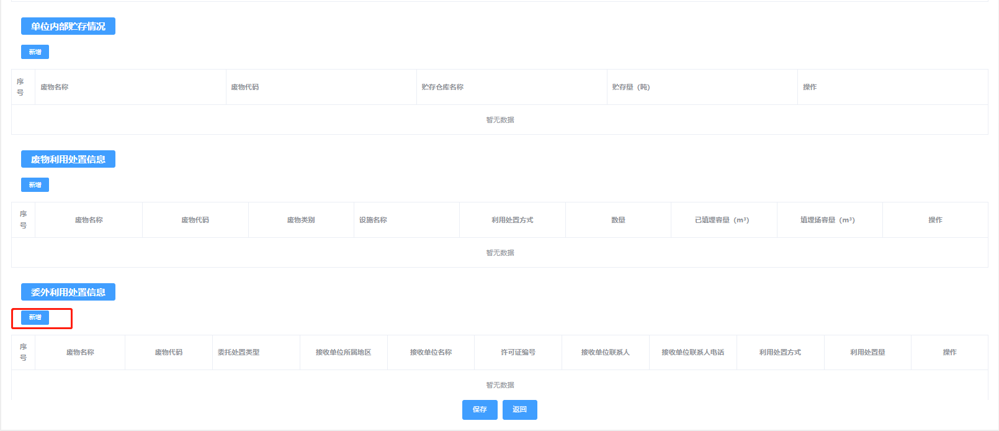 单位内部贮存情况
新增
序号 废物名称 废物代码 贮存仓库名称 贮存量（吨） 操作
暂无数据
废物利用处置信息
新增
序号 废物名称 废物代码 废物类别 设施名称 利用处置方式 数量 已填埋容量（m³） 填埋场容量（m³） 操作
暂无数据
委外利用处置信息
新增
序号 废物名称 废物代码 委托处置类型 接收单位所属地区 接收单位名称 许可证编号 接收单位联系人 接收单位联系人电话 利用处置方式 利用处置量 操作
暂无数据
保存 返回